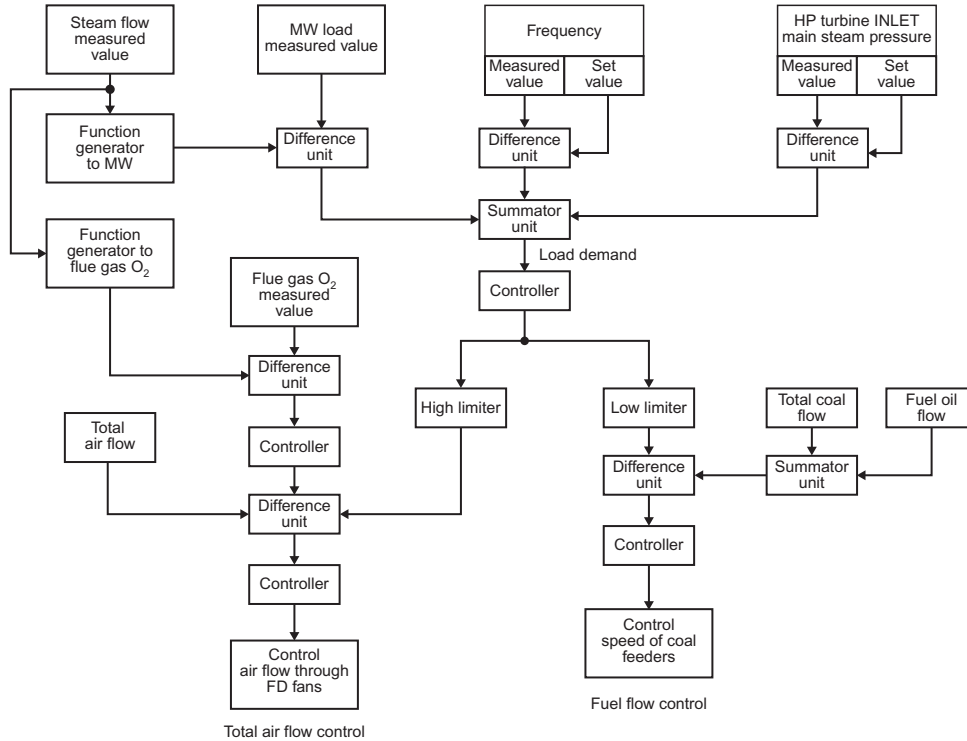 Steam flow
measured
value
MW load
measured value
Frequency
Measured
value
Set
value
HP turbine INLET
main steam pressure
Measured
value
Set
value
Function
generator
to MW
Difference
unit
Difference
unit
Difference
unit
Summator
unit
Load demand
Function
generator to
flue gas O₂
Flue gas O₂
measured
value
Controller
Difference
unit
High limiter
Low limiter
Total coal
flow
Fuel oil
flow
Total
air flow
Controller
Difference
unit
Summator
unit
Difference
unit
Controller
Controller
Control
speed of coal
feeders
Control
air flow through
FD fans
Fuel flow control
Total air flow control